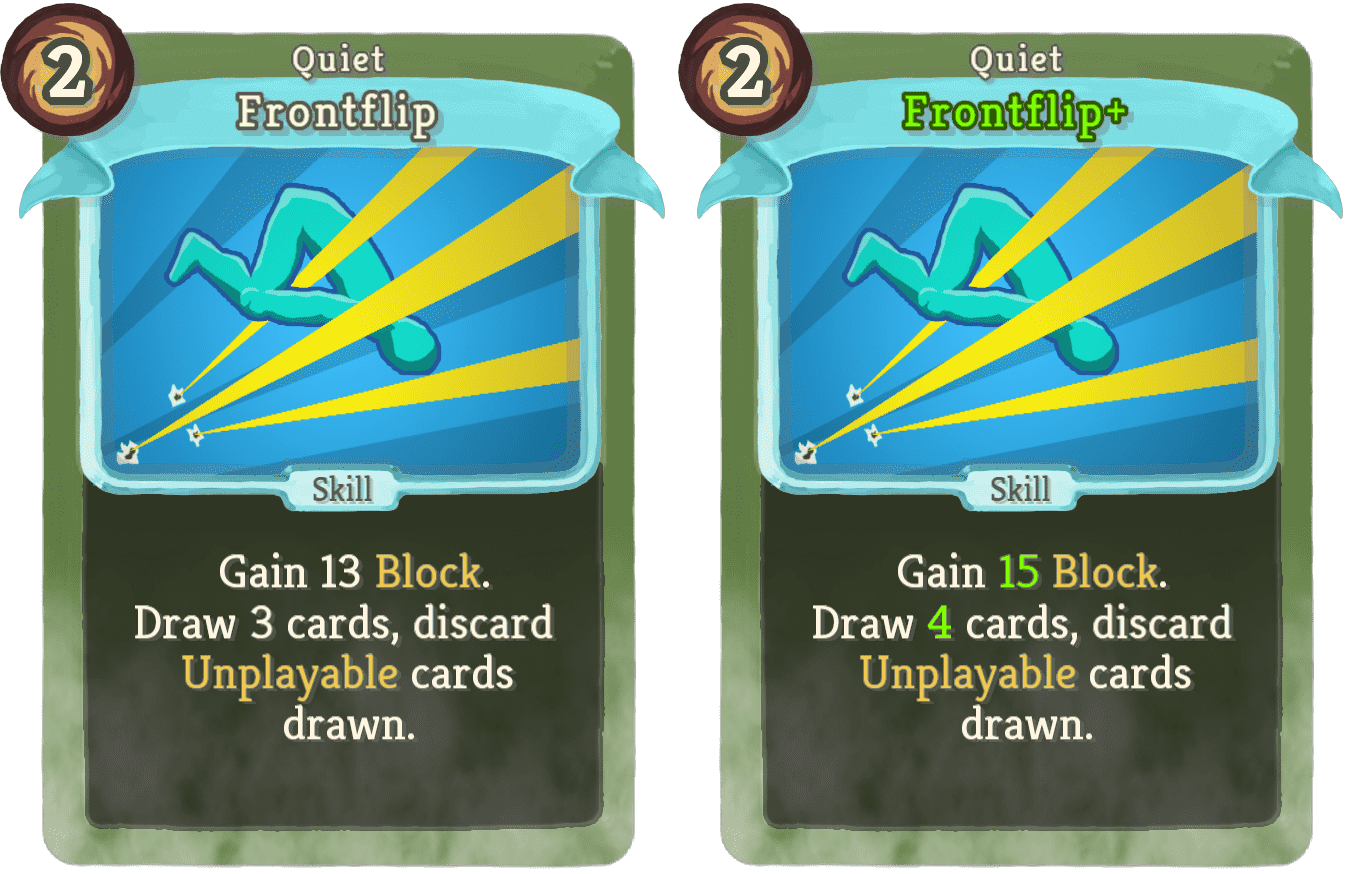 2
Quiet
Frontflip
Skill
Gain 13 Block.
Draw 3 cards, discard
Unplayable cards
drawn.
2
Quiet
Frontflip+
Skill
Gain 15 Block.
Draw 4 cards, discard
Unplayable cards
drawn.